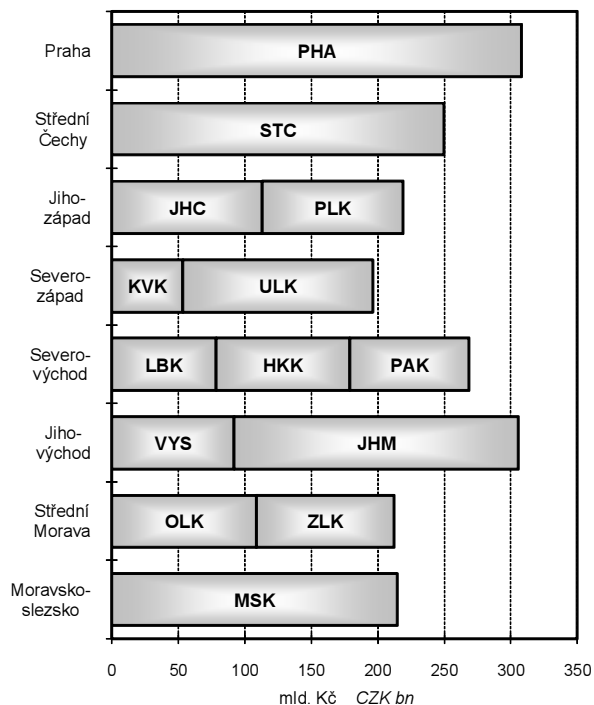 Praha
PHA
Střední
Čechy
STC
Jiho-
západ
JHC PLK
Severo-
západ
KVK ULK
Severo-
východ
LBK HKK PAK
Jiho-
východ
VYS JHM
Střední
Morava
OLK ZLK
Moravsko-
slezsko
MSK
0 50 100 150 200 250 300 350
mld. Kč CZK bn